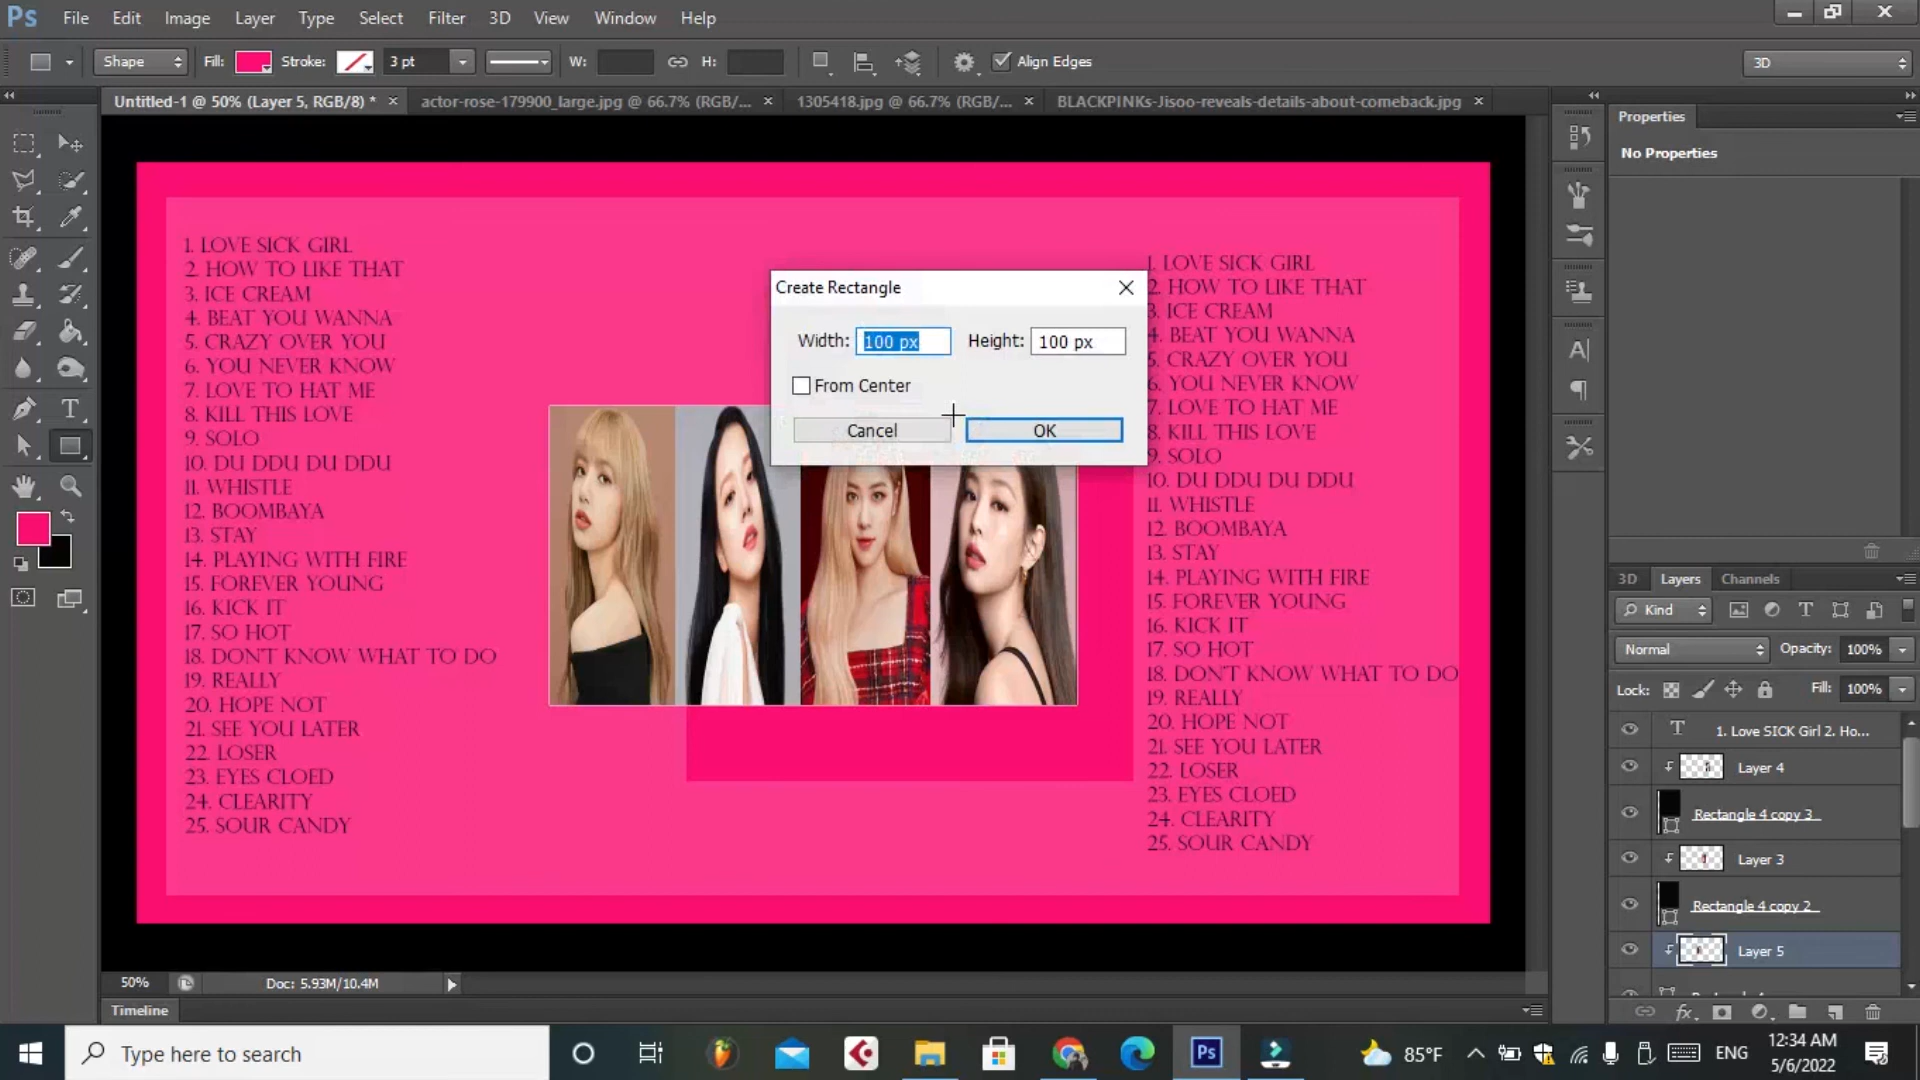 Ps File Edit Image Layer Type Select Filter 3D View Window Help
Shape Fill: Stroke: 3 pt W: H: Align Edges 3D
Untitled-1 @ 50% (Layer 5, RGB/8) * × actor-rose-179900_large.jpg @ 66.7% (RGB/... × 1305418.jpg @ 66.7% (RGB/... × BLACKPINKs-Jisoo-reveals-details-about-comeback.jpg ×
Properties
No Properties
1. LOVE SICK GIRL
2. HOW TO LIKE THAT
3. ICE CREAM
4. BEAT YOU WANNA
5. CRAZY OVER YOU
6. YOU NEVER KNOW
7. LOVE TO HAT ME
8. KILL THIS LOVE
9. SOLO
10. DU DDU DU DDU
11. WHISTLE
12. BOOMBAYA
13. STAY
14. PLAYING WITH FIRE
15. FOREVER YOUNG
16. KICK IT
17. SO HOT
18. DON'T KNOW WHAT TO DO
19. REALLY
20. HOPE NOT
21. SEE YOU LATER
22. LOSER
23. EYES CLOED
24. CLEARITY
25. SOUR CANDY
Create Rectangle
Width: 100 px Height: 100 px
From Center
Cancel OK
1. LOVE SICK GIRL
2. HOW TO LIKE THAT
3. ICE CREAM
4. BEAT YOU WANNA
5. CRAZY OVER YOU
6. YOU NEVER KNOW
7. LOVE TO HAT ME
8. KILL THIS LOVE
9. SOLO
10. DU DDU DU DDU
11. WHISTLE
12. BOOMBAYA
13. STAY
14. PLAYING WITH FIRE
15. FOREVER YOUNG
16. KICK IT
17. SO HOT
18. DON'T KNOW WHAT TO DO
19. REALLY
20. HOPE NOT
21. SEE YOU LATER
22. LOSER
23. EYES CLOED
24. CLEARITY
25. SOUR CANDY
3D Layers Channels
Kind
Normal Opacity: 100%
Lock: Fill: 100%
1. Love SICK Girl 2. Ho...
Layer 4
Rectangle 4 copy 3
Layer 3
Rectangle 4 copy 2
Layer 5
50% Doc: 5.93M/10.4M
Timeline
Type here to search
Ps
85°F
ENG
12:34 AM
5/6/2022